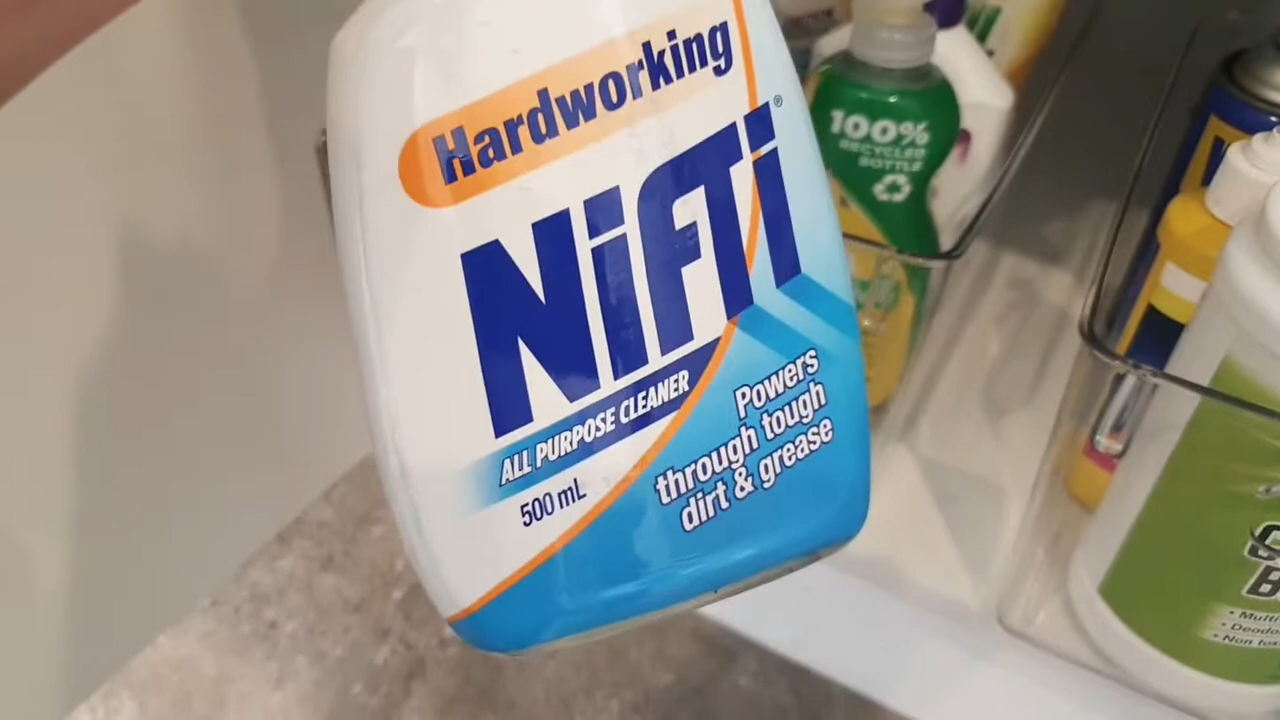 Hardworking
NiFTi®
ALL PURPOSE CLEANER
500 mL
Powers
through tough
dirt & grease
100%
RECYCLED
BOTTLE